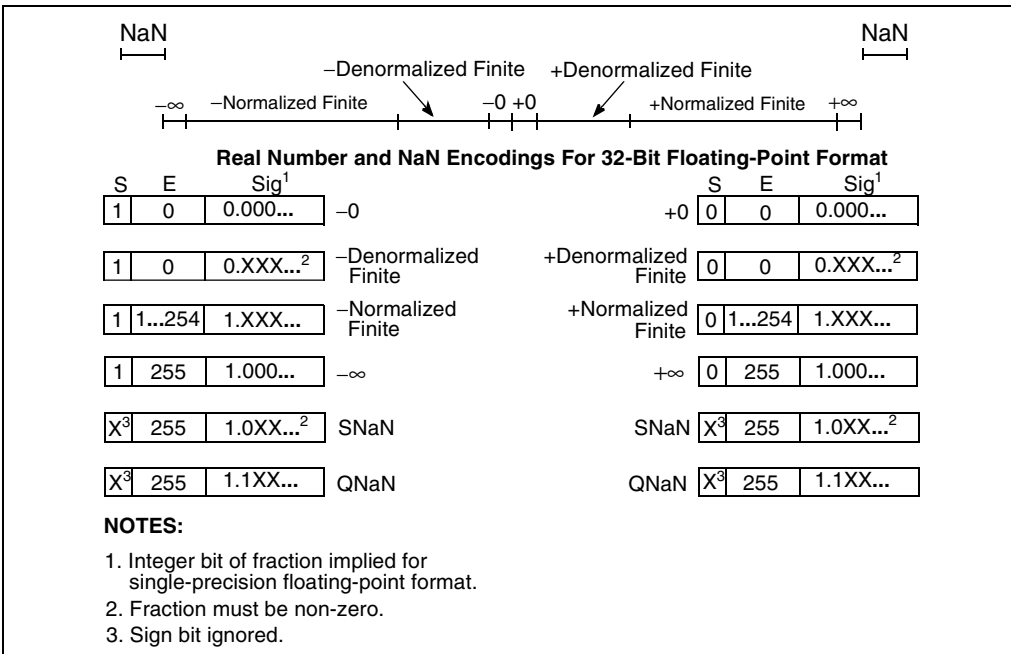 NaN NaN
−Denormalized Finite +Denormalized Finite
−∞ −Normalized Finite −0 +0 +Normalized Finite +∞
Real Number and NaN Encodings For 32-Bit Floating-Point Format
S E Sig1 S E Sig1
1 0 0.000... −0 +0 0 0 0.000...
1 0 0.XXX...2 −Denormalized Finite +Denormalized Finite 0 0 0.XXX...2
1 1...254 1.XXX... −Normalized Finite +Normalized Finite 0 1...254 1.XXX...
1 255 1.000... −∞ +∞ 0 255 1.000...
X3 255 1.0XX...2 SNaN SNaN X3 255 1.0XX...2
X3 255 1.1XX... QNaN QNaN X3 255 1.1XX...
NOTES:
1. Integer bit of fraction implied for
single-precision floating-point format.
2. Fraction must be non-zero.
3. Sign bit ignored.